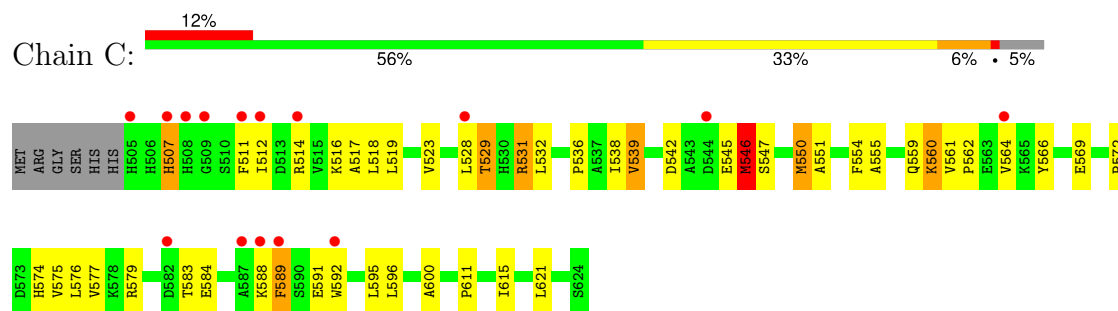 12%
Chain C:
56% 33% 6% • 5%
MET ARG GLY SER HIS HIS H505 H506 H507 H508 G509 S510 F511 I512 D513 R514 V515 K516 A517 L518 L519 V523 L528 T529 H530 R531 L532 P536 A537 I538 V539 D542 A543 D544 E545 M546 S547 M550 A551 F554 A555 Q559 K560 V561 P562 E563 V564 K565 Y566 E569 R572
D573 H574 V575 L576 V577 K578 R579 D582 T583 E584 A587 K588 F589 S590 E591 W592 L595 L596 A600 P611 I615 L621 S624